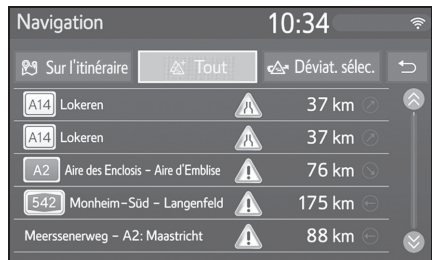 Navigation 10:34
Sur l'itinéraire Tout Déviat. sélec.
A14 Lokeren 37 km
A14 Lokeren 37 km
A2 Aire des Enclosis - Aire d'Emblise 76 km
542 Monheim-Süd - Langenfeld 175 km
Meerssenerweg - A2: Maastricht 88 km